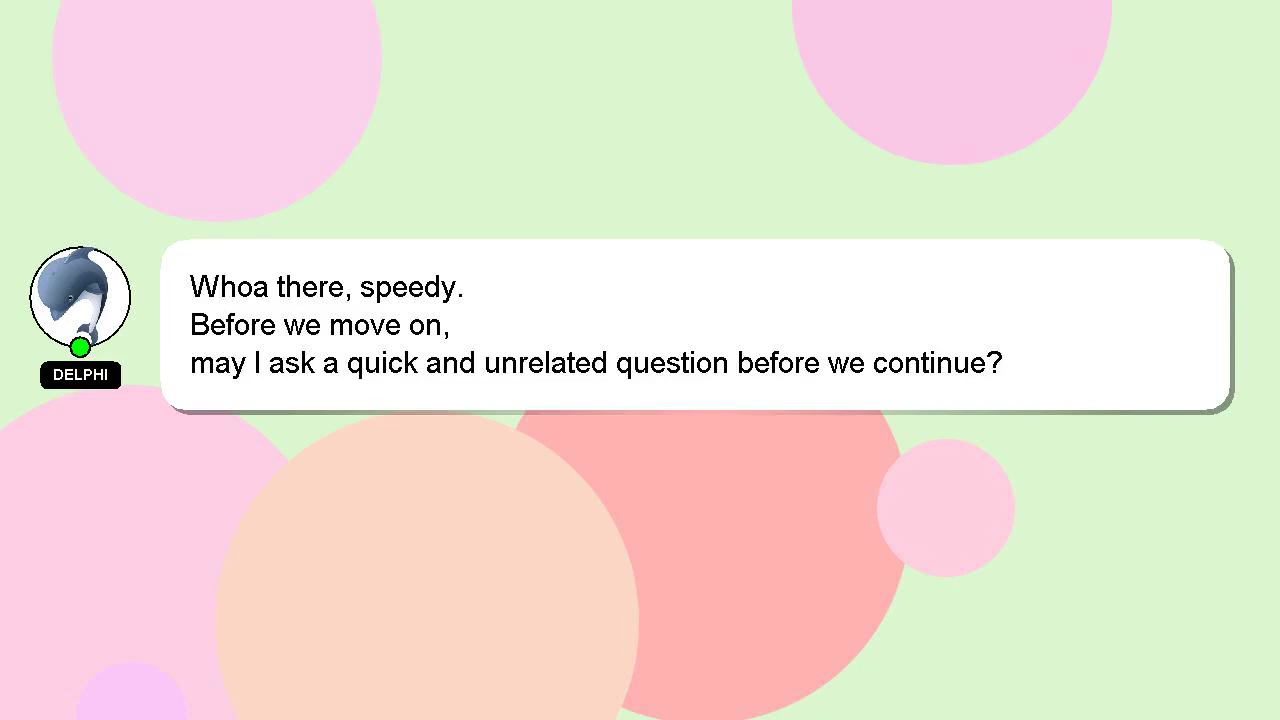 Whoa there, speedy.
Before we move on,
may I ask a quick and unrelated question before we continue?
DELPHI